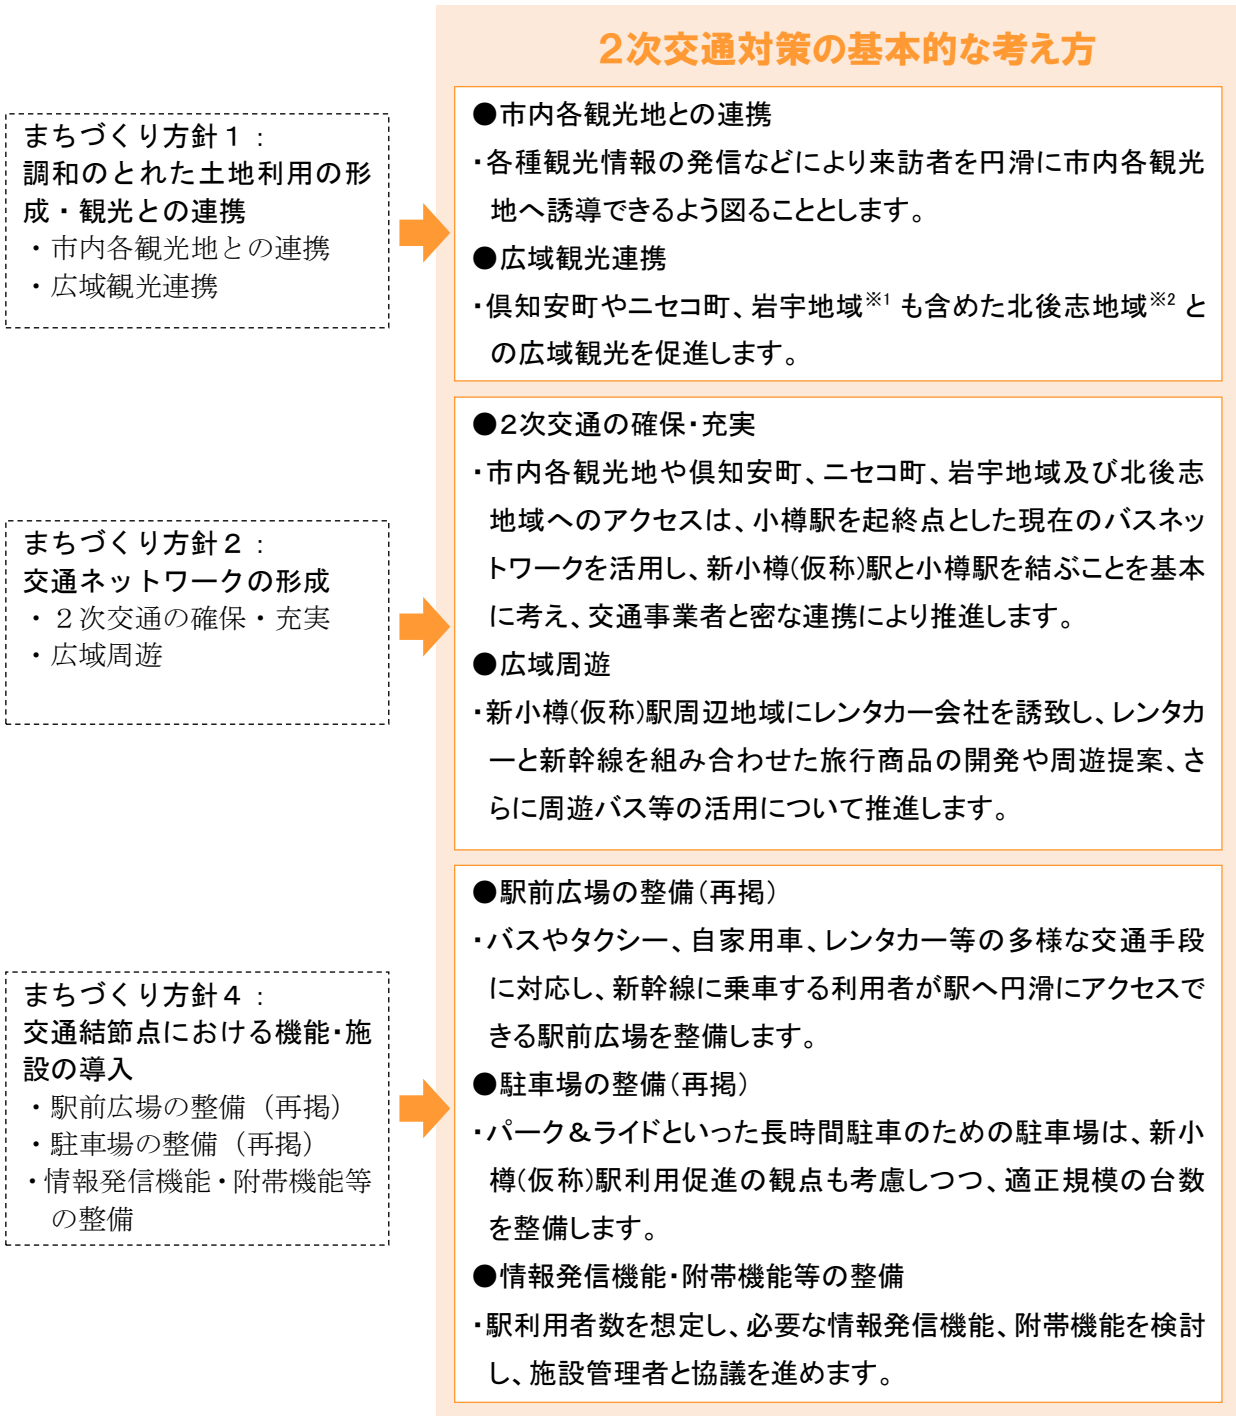 2次交通対策の基本的な考え方
まちづくり方針１：
調和のとれた土地利用の形
成・観光との連携
・市内各観光地との連携
・広域観光連携
●市内各観光地との連携
・各種観光情報の発信などにより来訪者を円滑に市内各観光
地へ誘導できるよう図ることとします。
●広域観光連携
・倶知安町やニセコ町、岩宇地域※1 も含めた北後志地域※2 と
の広域観光を促進します。
まちづくり方針２：
交通ネットワークの形成
・２次交通の確保・充実
・広域周遊
●2次交通の確保・充実
・市内各観光地や倶知安町、ニセコ町、岩宇地域及び北後志
地域へのアクセスは、小樽駅を起終点とした現在のバスネッ
トワークを活用し、新小樽(仮称)駅と小樽駅を結ぶことを基本
に考え、交通事業者と密な連携により推進します。
●広域周遊
・新小樽(仮称)駅周辺地域にレンタカー会社を誘致し、レンタカ
ーと新幹線を組み合わせた旅行商品の開発や周遊提案、さ
らに周遊バス等の活用について推進します。
まちづくり方針４：
交通結節点における機能・施
設の導入
・駅前広場の整備（再掲）
・駐車場の整備（再掲）
・情報発信機能・附帯機能等
の整備
●駅前広場の整備（再掲）
・バスやタクシー、自家用車、レンタカー等の多様な交通手段
に対応し、新幹線に乗車する利用者が駅へ円滑にアクセスで
きる駅前広場を整備します。
●駐車場の整備（再掲）
・パーク＆ライドといった長時間駐車のための駐車場は、新小
樽(仮称)駅利用促進の観点も考慮しつつ、適正規模の台数
を整備します。
●情報発信機能・附帯機能等の整備
・駅利用者数を想定し、必要な情報発信機能、附帯機能を検討
し、施設管理者と協議を進めます。